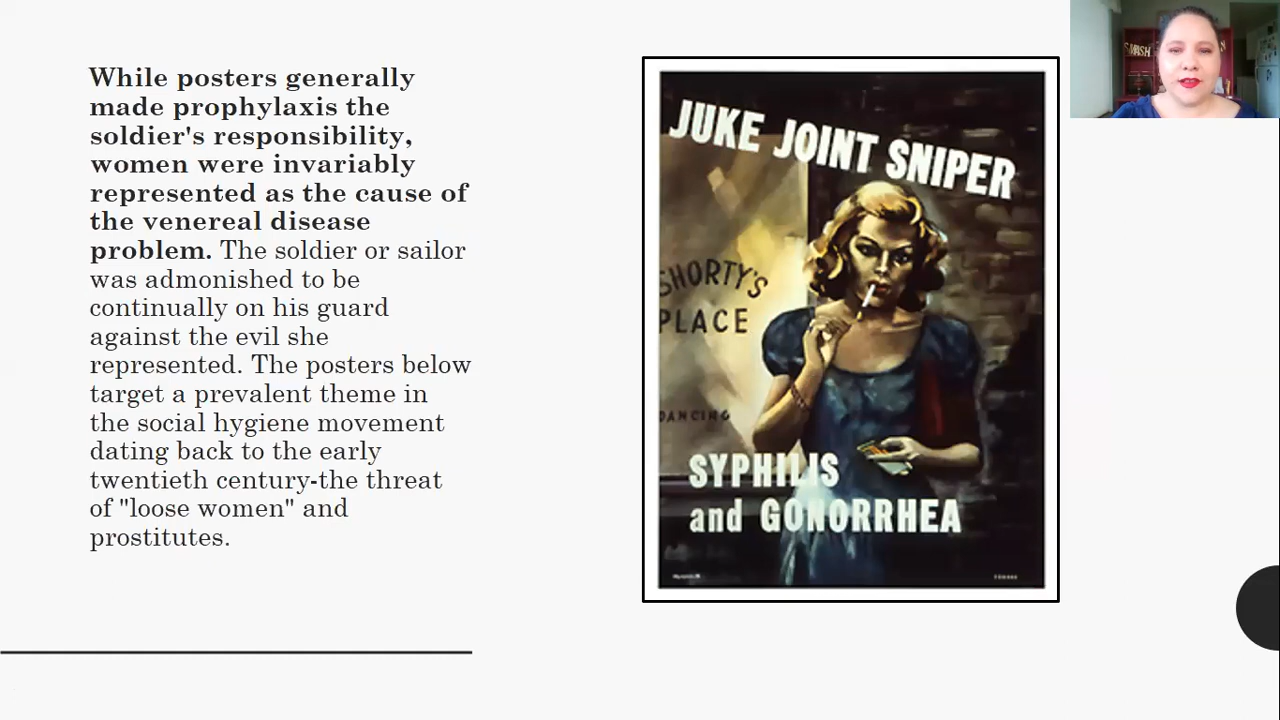 While posters generally
made prophylaxis the
soldier's responsibility,
women were invariably
represented as the cause of
the venereal disease
problem. The soldier or sailor
was admonished to be
continually on his guard
against the evil she
represented. The posters below
target a prevalent theme in
the social hygiene movement
dating back to the early
twentieth century-the threat
of "loose women" and
prostitutes.
JUKE JOINT SNIPER
SHORTY'S
PLACE
DANCING
SYPHILIS
and GONORRHEA